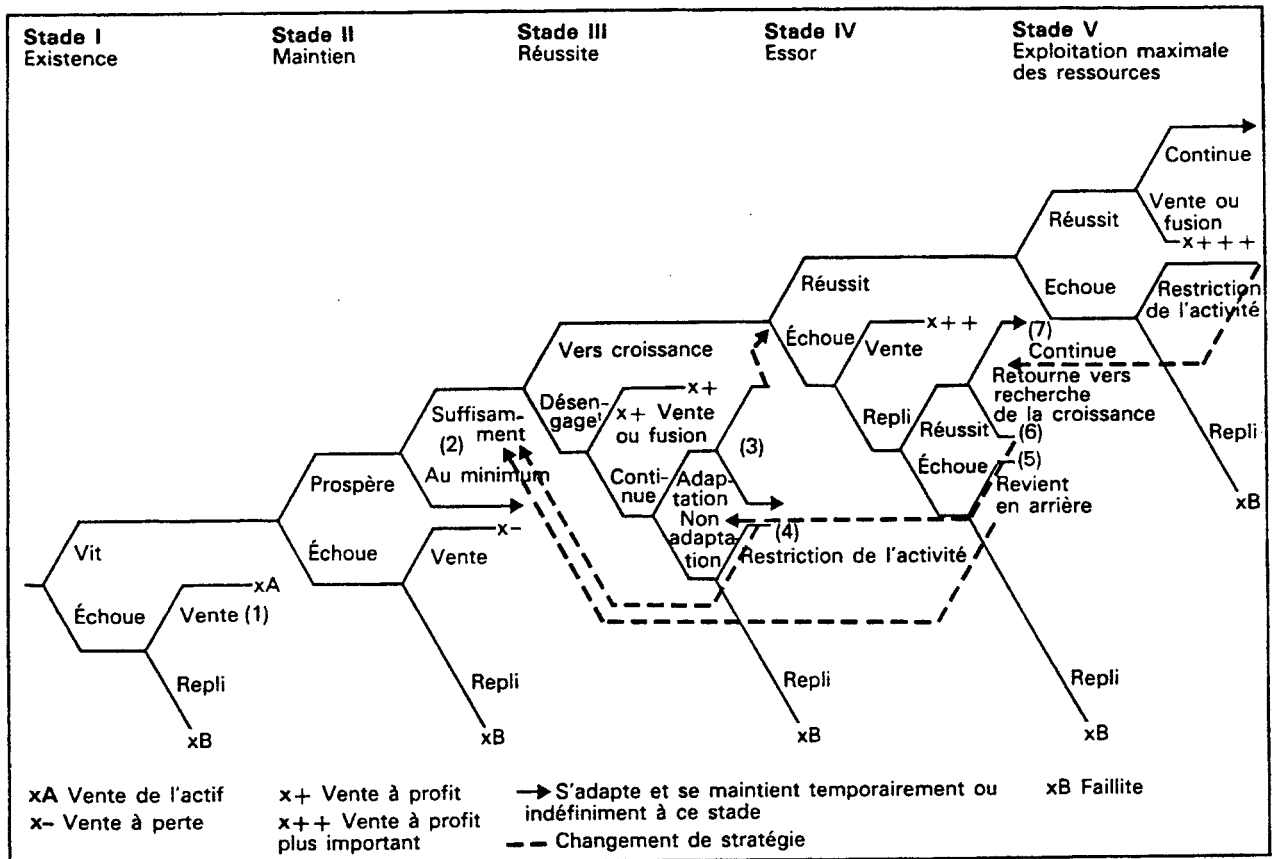 Stade I
Existence
Stade II
Maintien
Stade III
Réussite
Stade IV
Essor
Stade V
Exploitation maximale
des ressources
Vit
Échoue
xA
Vente (1)
Repli
xB
Prospère
Échoue
Suffisam-
ment
(2)
Au minimum
x-
Vente
Repli
xB
Vers croissance
Désen-
gage!
x+
x+ Vente
ou fusion
Conti-
nue
(3)
Adap-
tation
Non
adapta-
tion
(4)
Restriction de l'activité
Repli
xB
Réussit
Échoue
x++
Vente
Repli
Réussit
Échoue
(7)
Continue
Retourne vers
recherche
de la croissance
(6)
(5)
Revient
en arrière
Repli
xB
Réussit
Echoue
Continue
Vente ou
fusion
x+++
Restriction
de l'activité
Repli
xB
xA Vente de l'actif
x– Vente à perte
x+ Vente à profit
x++ Vente à profit
plus important
S'adapte et se maintient temporairement ou
indéfiniment à ce stade
Changement de stratégie
xB Faillite